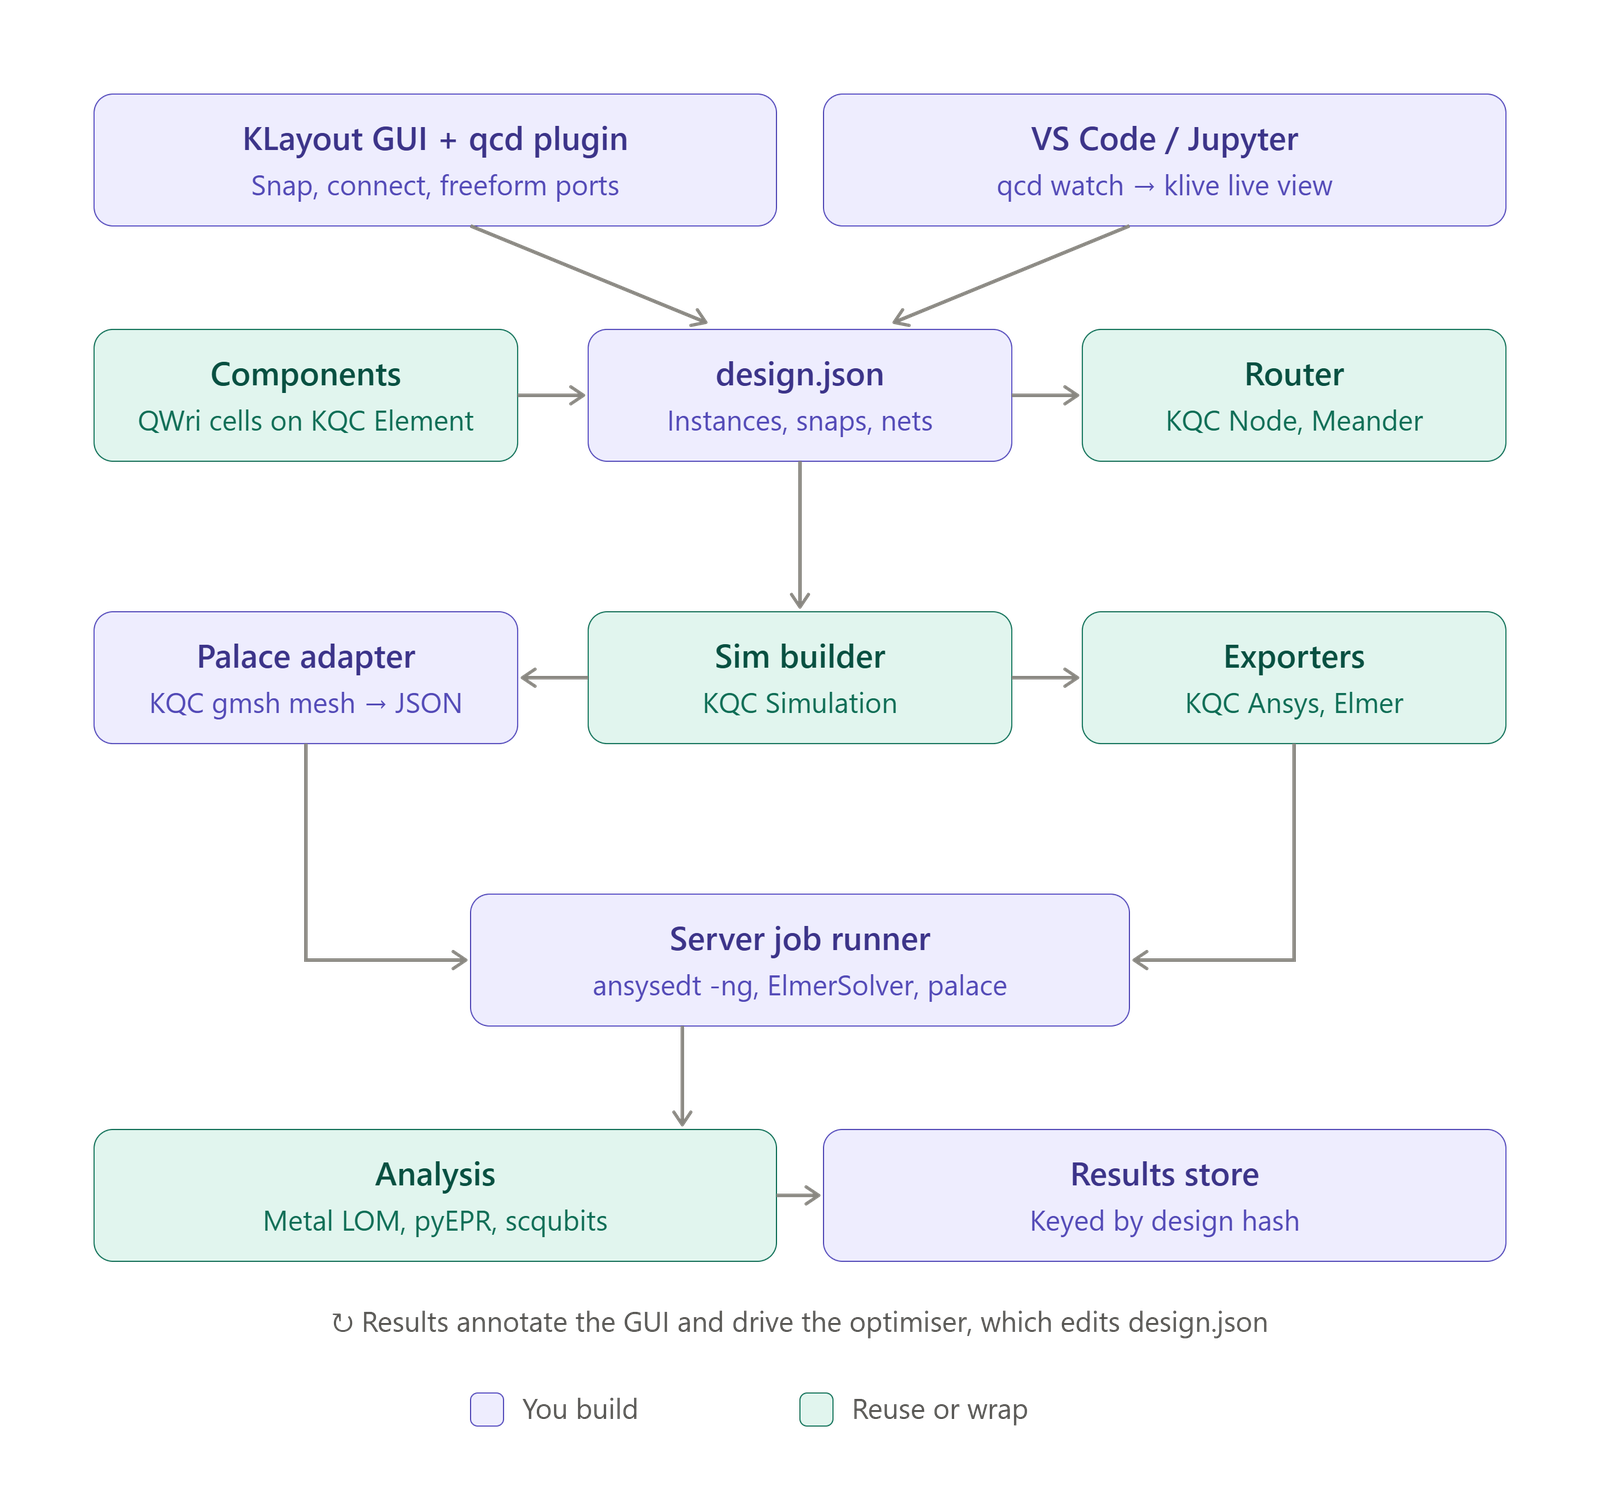 KLayout GUI + qcd plugin
Snap, connect, freeform ports
VS Code / Jupyter
qcd watch → klive live view
Components
QWri cells on KQC Element
design.json
Instances, snaps, nets
Router
KQC Node, Meander
Palace adapter
KQC gmsh mesh → JSON
Sim builder
KQC Simulation
Exporters
KQC Ansys, Elmer
Server job runner
ansysedt -ng, ElmerSolver, palace
Analysis
Metal LOM, pyEPR, scqubits
Results store
Keyed by design hash
↻ Results annotate the GUI and drive the optimiser, which edits design.json
You build
Reuse or wrap